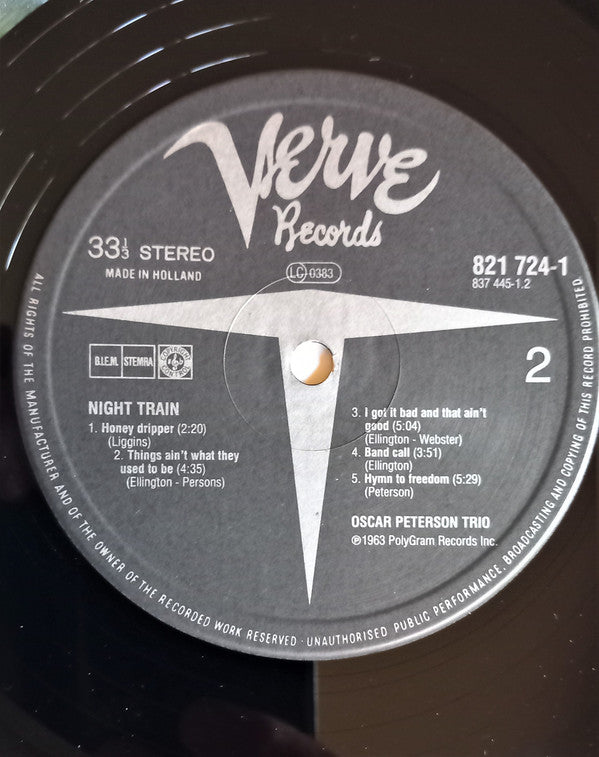 Verve
Records
33⅓ STEREO
MADE IN HOLLAND
LC 0383
821 724-1
837 445-1.2
B.I.E.M. STEMRA COPYRIGHT CONTROL
2
NIGHT TRAIN
1. Honey dripper (2:20)
(Liggins)
2. Things ain't what they
used to be (4:35)
(Ellington - Persons)
3. I got it bad and that ain't
good (5:04)
(Ellington - Webster)
4. Band call (3:51)
(Ellington)
5. Hymn to freedom (5:29)
(Peterson)
OSCAR PETERSON TRIO
℗1963 PolyGram Records Inc.
ALL RIGHTS OF THE MANUFACTURER AND OF THE OWNER OF THE RECORDED WORK RESERVED · UNAUTHORISED PUBLIC PERFORMANCE, BROADCASTING AND COPYING OF THIS RECORD PROHIBITED.